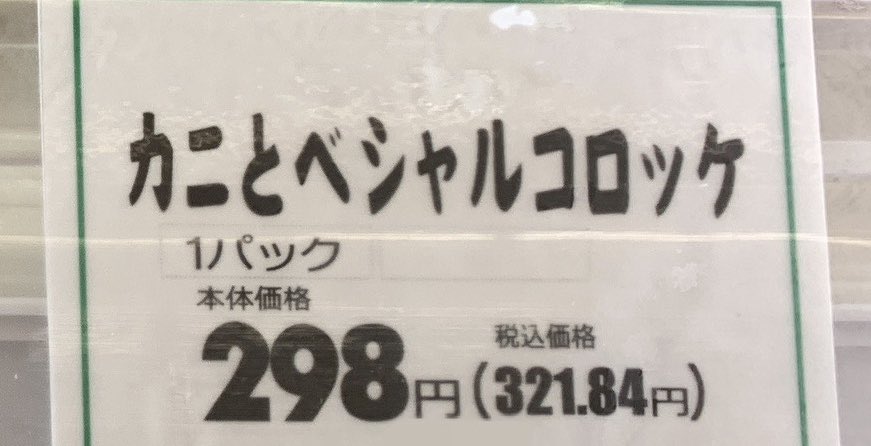 カニとベシャルコロッケ
1パック
本体価格
税込価格
298円(321.84円)